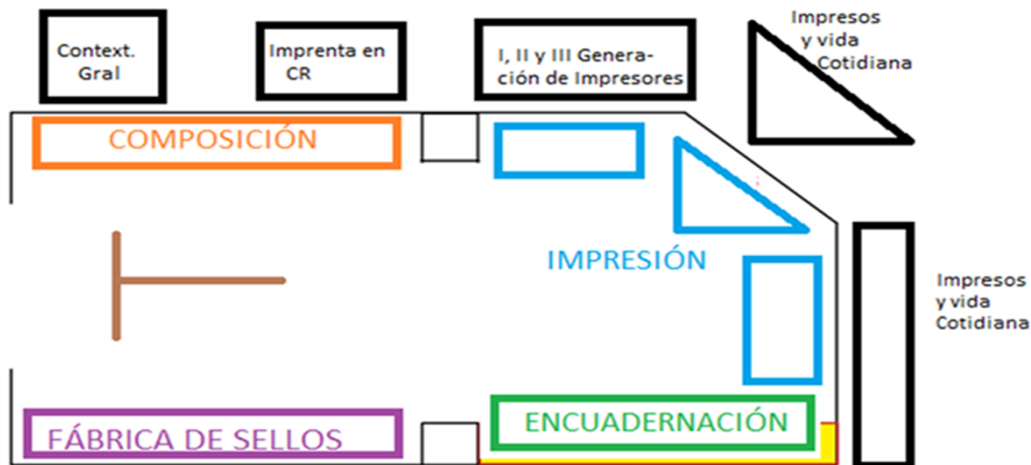 Context.
Gral
Imprenta en
CR
I, II y III Genera-
ción de Impresores
Impresos
y vida
Cotidiana
COMPOSICIÓN
IMPRESIÓN
Impresos
y vida
Cotidiana
FÁBRICA DE SELLOS
ENCUADERNACIÓN